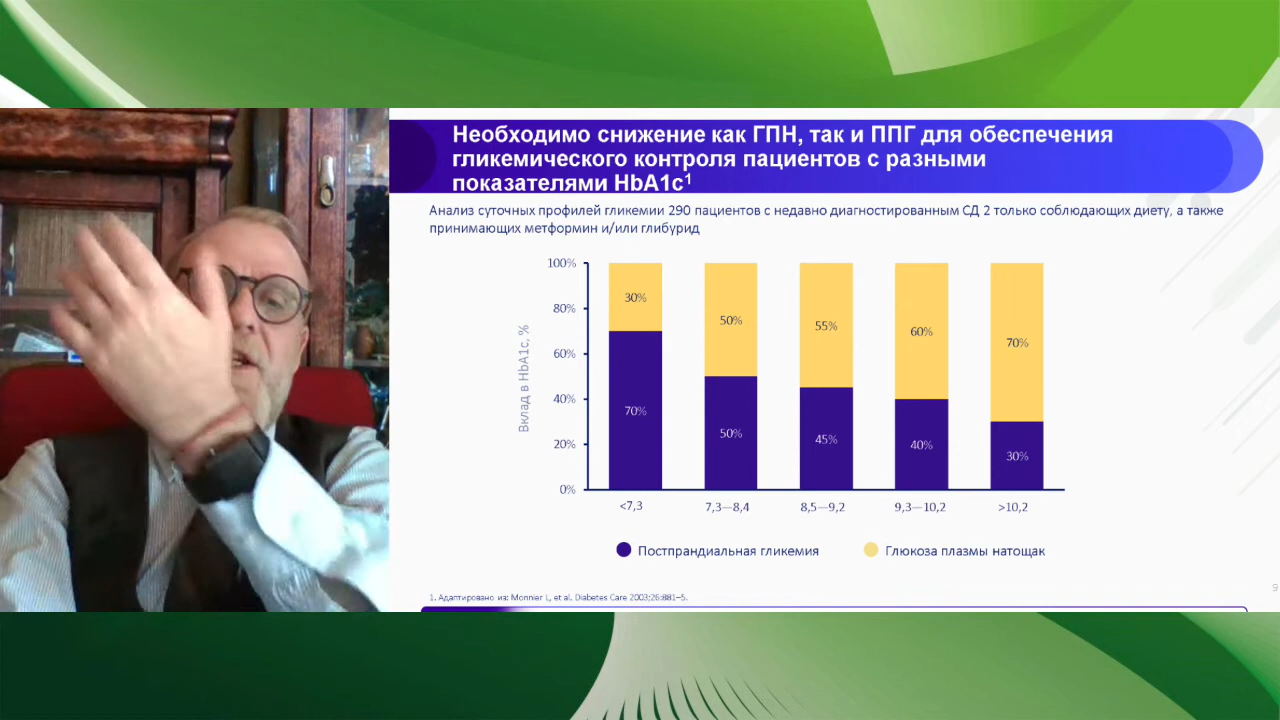 Необходимо снижение как ГПН, так и ППГ для обеспечения
гликемического контроля пациентов с разными
показателями HbA1c¹
Анализ суточных профилей гликемии 290 пациентов с недавно диагностированным СД 2 только соблюдающих диету, а также
принимающих метформин и/или глибурид
Вклад в HbA1c, %
100%
80%
60%
40%
20%
0%
30%
70%
50%
50%
55%
45%
60%
40%
70%
30%
<7,3
7,3—8,4
8,5—9,2
9,3—10,2
>10,2
Постпрандиальная гликемия
Глюкоза плазмы натощак
9
1. Адаптировано из: Monnier L, et al. Diabetes Care 2003;26:881–5.